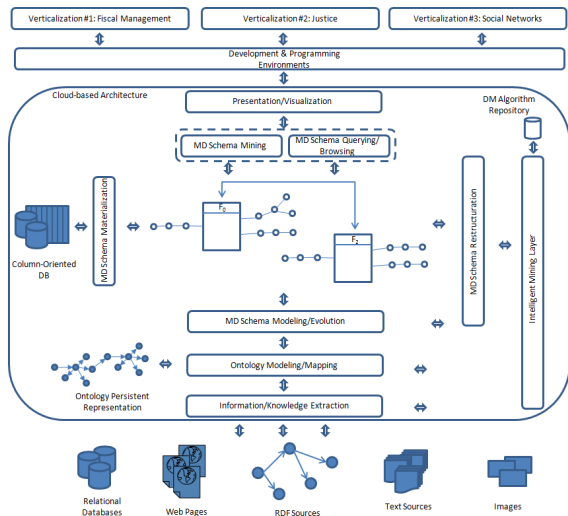 Verticalization #1: Fiscal Management
Verticalization #2: Justice
Verticalization #3: Social Networks
Development & Programming
Environments
Cloud-based Architecture
Presentation/Visualization
DM Algorithm
Repository
MD Schema Mining
MD Schema Querying/
Browsing
F0
F2
Column-Oriented
DB
MD Schema Materialization
MD Schema Restructuration
Intelligent Mining Layer
MD Schema Modeling/Evolution
Ontology Modeling/Mapping
Ontology Persistent
Representation
Information/Knowledge Extraction
Relational
Databases
Web Pages
RDF Sources
Text Sources
Images